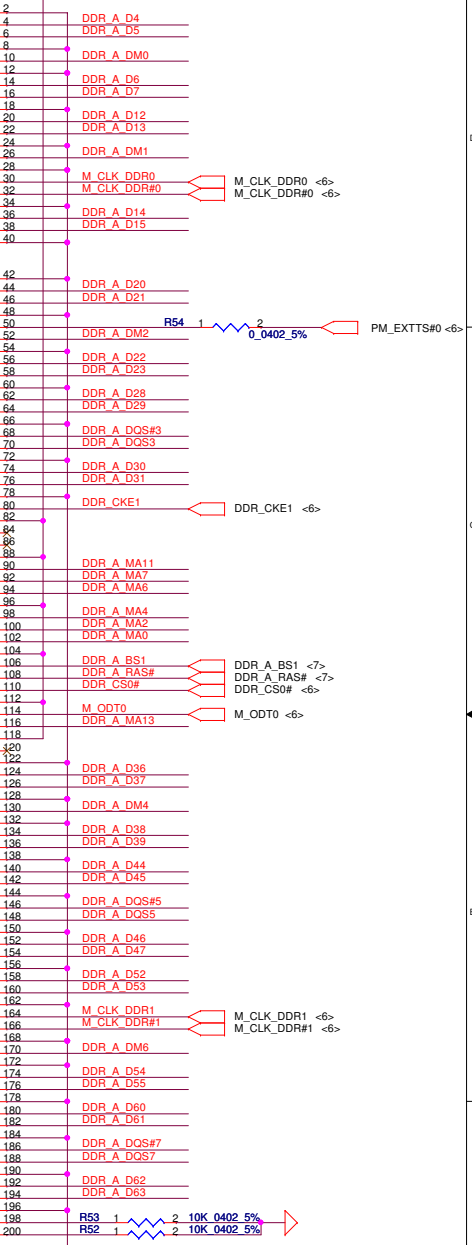 2
4 DDR_A_D4
6 DDR_A_D5
8
10 DDR_A_DM0
12
14 DDR_A_D6
16 DDR_A_D7
18
20 DDR_A_D12
22 DDR_A_D13
24
26 DDR_A_DM1
28
30 M_CLK_DDR0 M_CLK_DDR0 <6>
32 M_CLK_DDR#0 M_CLK_DDR#0 <6>
34
36 DDR_A_D14
38 DDR_A_D15
40
42
44 DDR_A_D20
46 DDR_A_D21
48
50 R54 1 2 0_0402_5% PM_EXTTS#0 <6>
52 DDR_A_DM2
54
56 DDR_A_D22
58 DDR_A_D23
60
62 DDR_A_D28
64 DDR_A_D29
66
68 DDR_A_DQS#3
70 DDR_A_DQS3
72
74 DDR_A_D30
76 DDR_A_D31
78
80 DDR_CKE1 DDR_CKE1 <6>
82
84
86
88
90 DDR_A_MA11
92 DDR_A_MA7
94 DDR_A_MA6
96
98 DDR_A_MA4
100 DDR_A_MA2
102 DDR_A_MA0
104
106 DDR_A_BS1 DDR_A_BS1 <7>
108 DDR_A_RAS# DDR_A_RAS# <7>
110 DDR_CS0# DDR_CS0# <6>
112
114 M_ODT0 M_ODT0 <6>
116 DDR_A_MA13
118
120
122
124 DDR_A_D36
126 DDR_A_D37
128
130 DDR_A_DM4
132
134 DDR_A_D38
136 DDR_A_D39
138
140 DDR_A_D44
142 DDR_A_D45
144
146 DDR_A_DQS#5
148 DDR_A_DQS5
150
152 DDR_A_D46
154 DDR_A_D47
156
158 DDR_A_D52
160 DDR_A_D53
162
164 M_CLK_DDR1 M_CLK_DDR1 <6>
166 M_CLK_DDR#1 M_CLK_DDR#1 <6>
168
170 DDR_A_DM6
172
174 DDR_A_D54
176 DDR_A_D55
178
180 DDR_A_D60
182 DDR_A_D61
184
186 DDR_A_DQS#7
188 DDR_A_DQS7
190
192 DDR_A_D62
194 DDR_A_D63
196
198 R53 1 2 10K_0402_5%
200 R52 1 2 10K_0402_5%